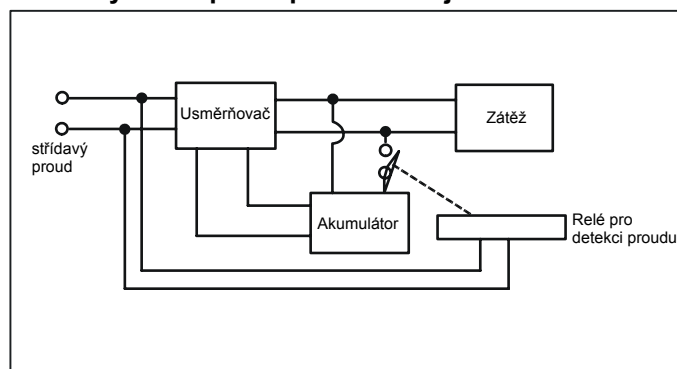 Usměrňovač
Zátěž
střídavý
proud
Akumulátor
Relé pro
detekci proudu